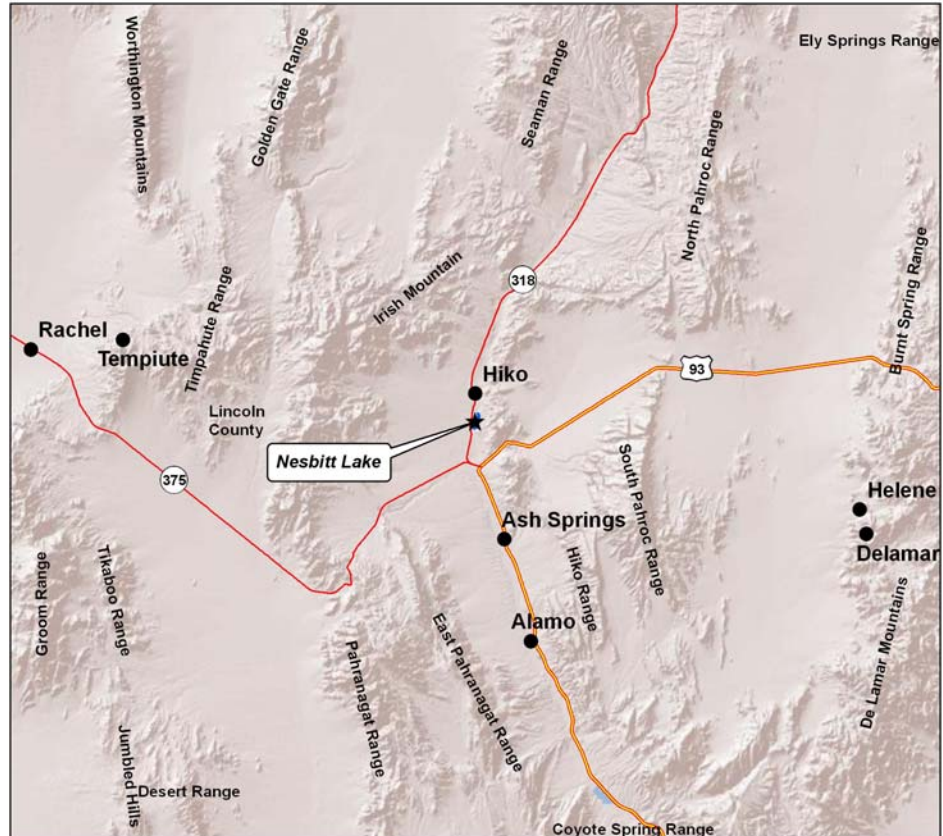 Worthington Mountains
Golden Gate Range
Seaman Range
Ely Springs Range
North Pahroc Range
Irish Mountain
318
Burnt Spring Range
Rachel
Tempiute
Timpahute Range
93
Hiko
Lincoln
County
Nesbitt Lake
375
South Pahroc Range
Helene
Ash Springs
Delamar
Groom Range
Tikaboo Range
Hiko Range
Alamo
De Lamar Mountains
Pahranagat Range
East Pahranagat Range
Jumbled Hills
Desert Range
Coyote Spring Range